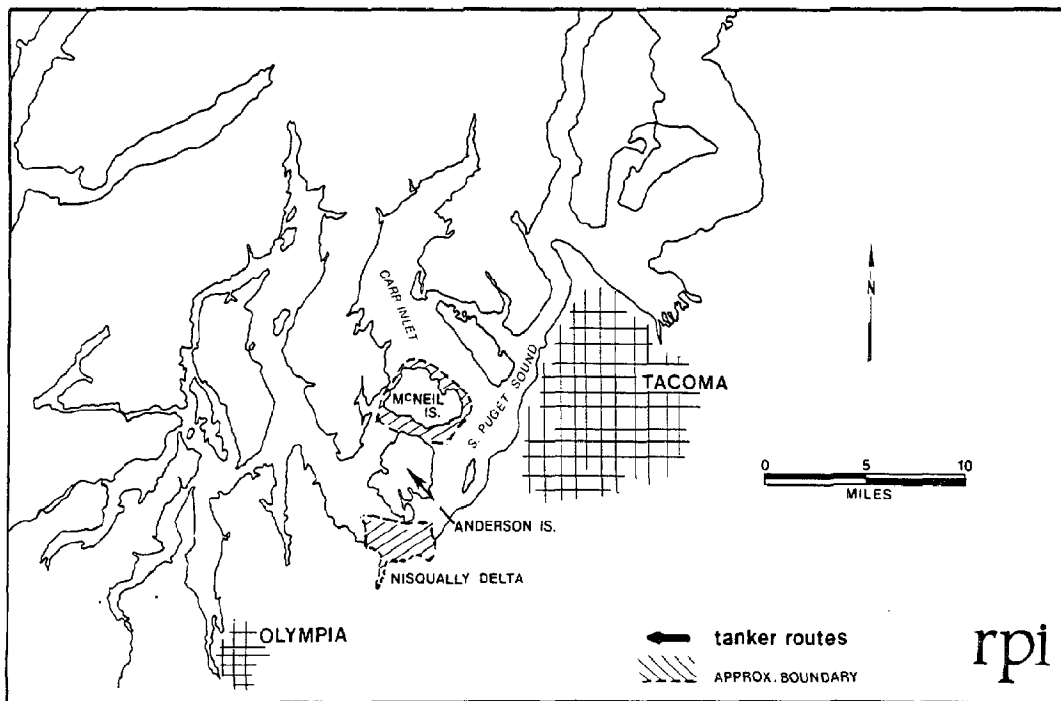 CARR INLET
N
McNEIL
IS.
S. PUGET SOUND
TACOMA
0 5 10
MILES
ANDERSON IS.
NISQUALLY DELTA
OLYMPIA
tanker routes
APPROX. BOUNDARY
rpi